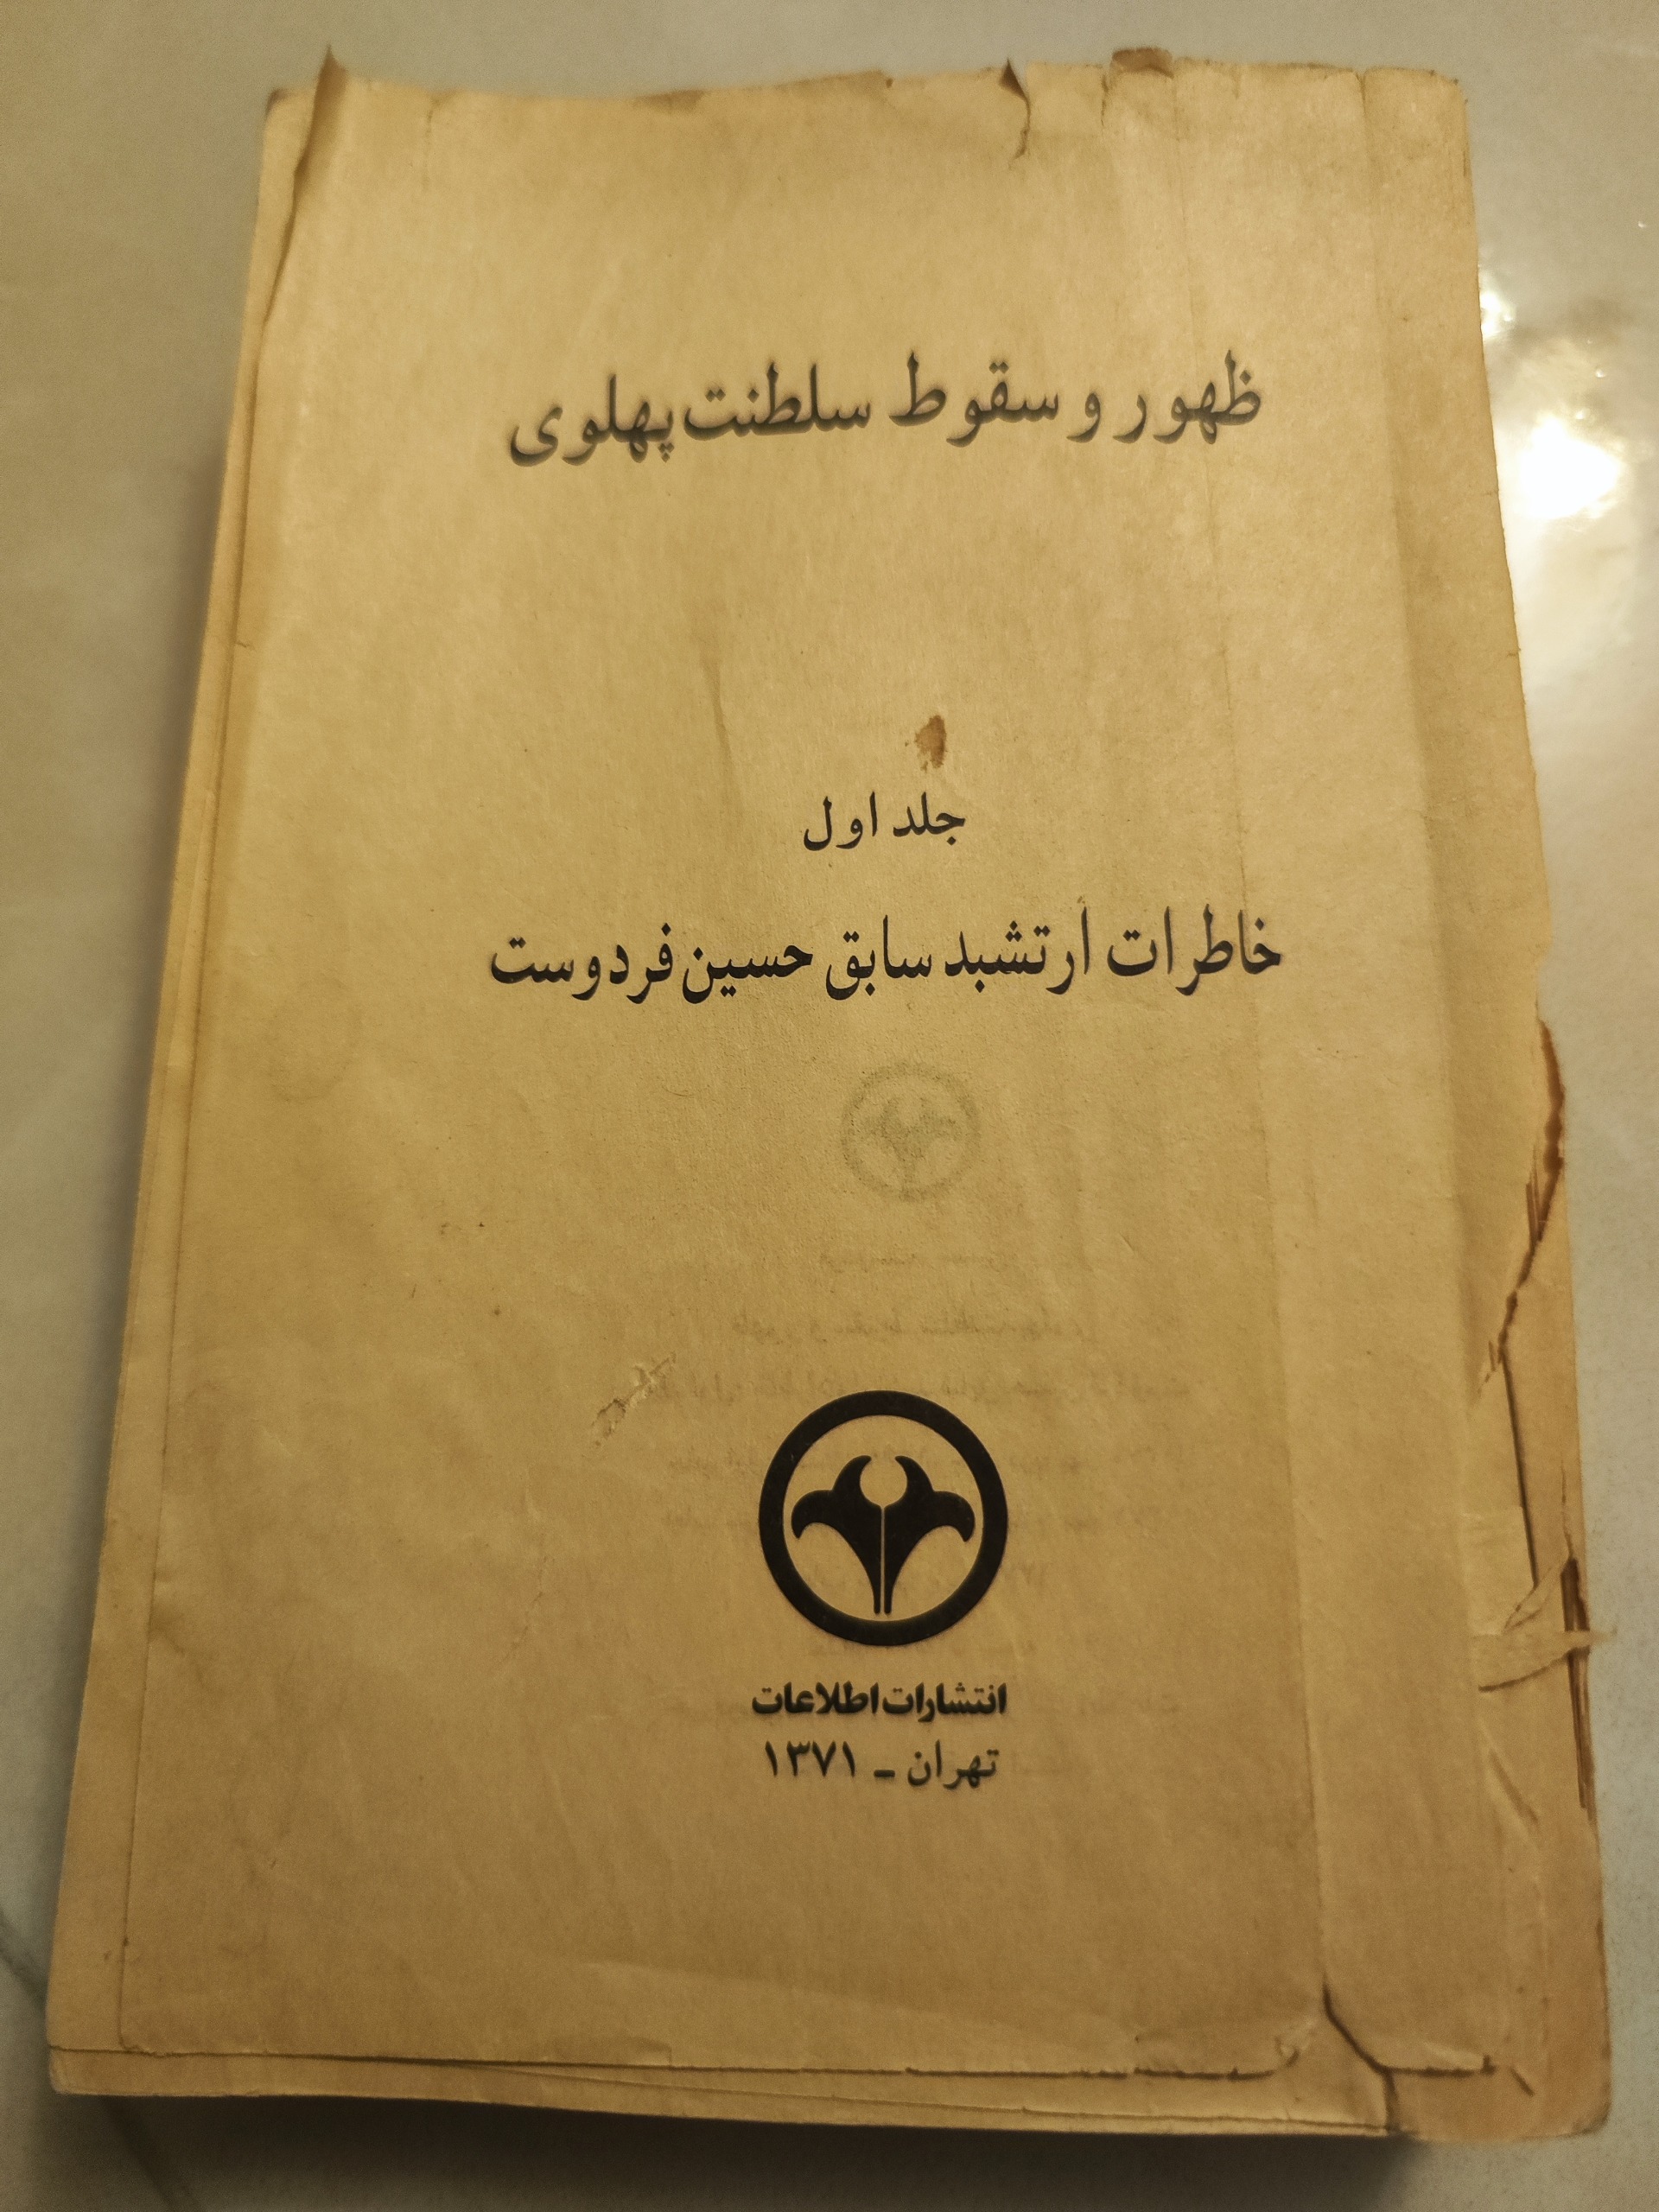 ظهور و سقوط سلطنت پهلوی
جلد اول
خاطرات ارتشبد سابق حسین فردوست
انتشارات اطلاعات
تهران ـ ۱۳۷۱